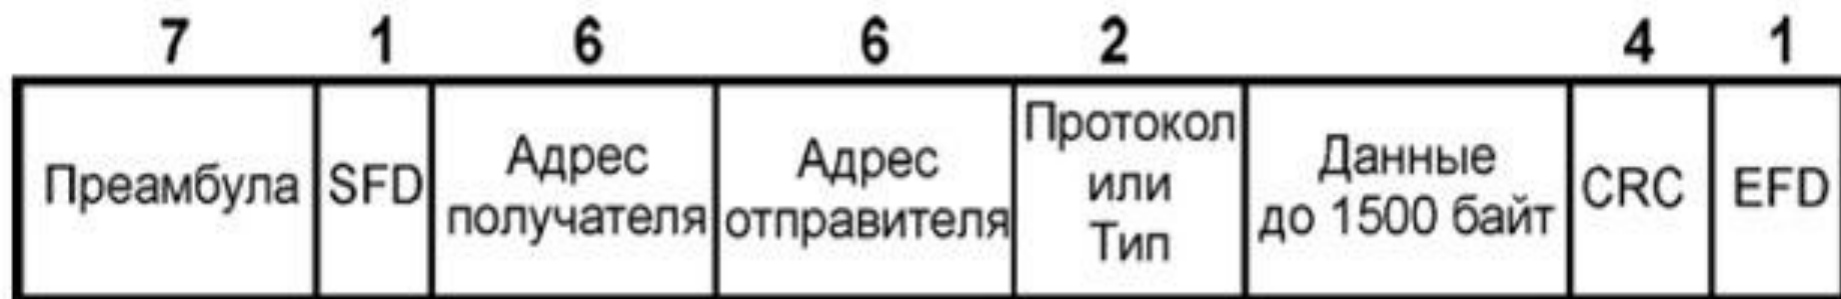 7 1 6 6 2 4 1
Преамбула
SFD
Адрес
получателя
Адрес
отправителя
Протокол
или
Тип
Данные
до 1500 байт
CRC
EFD